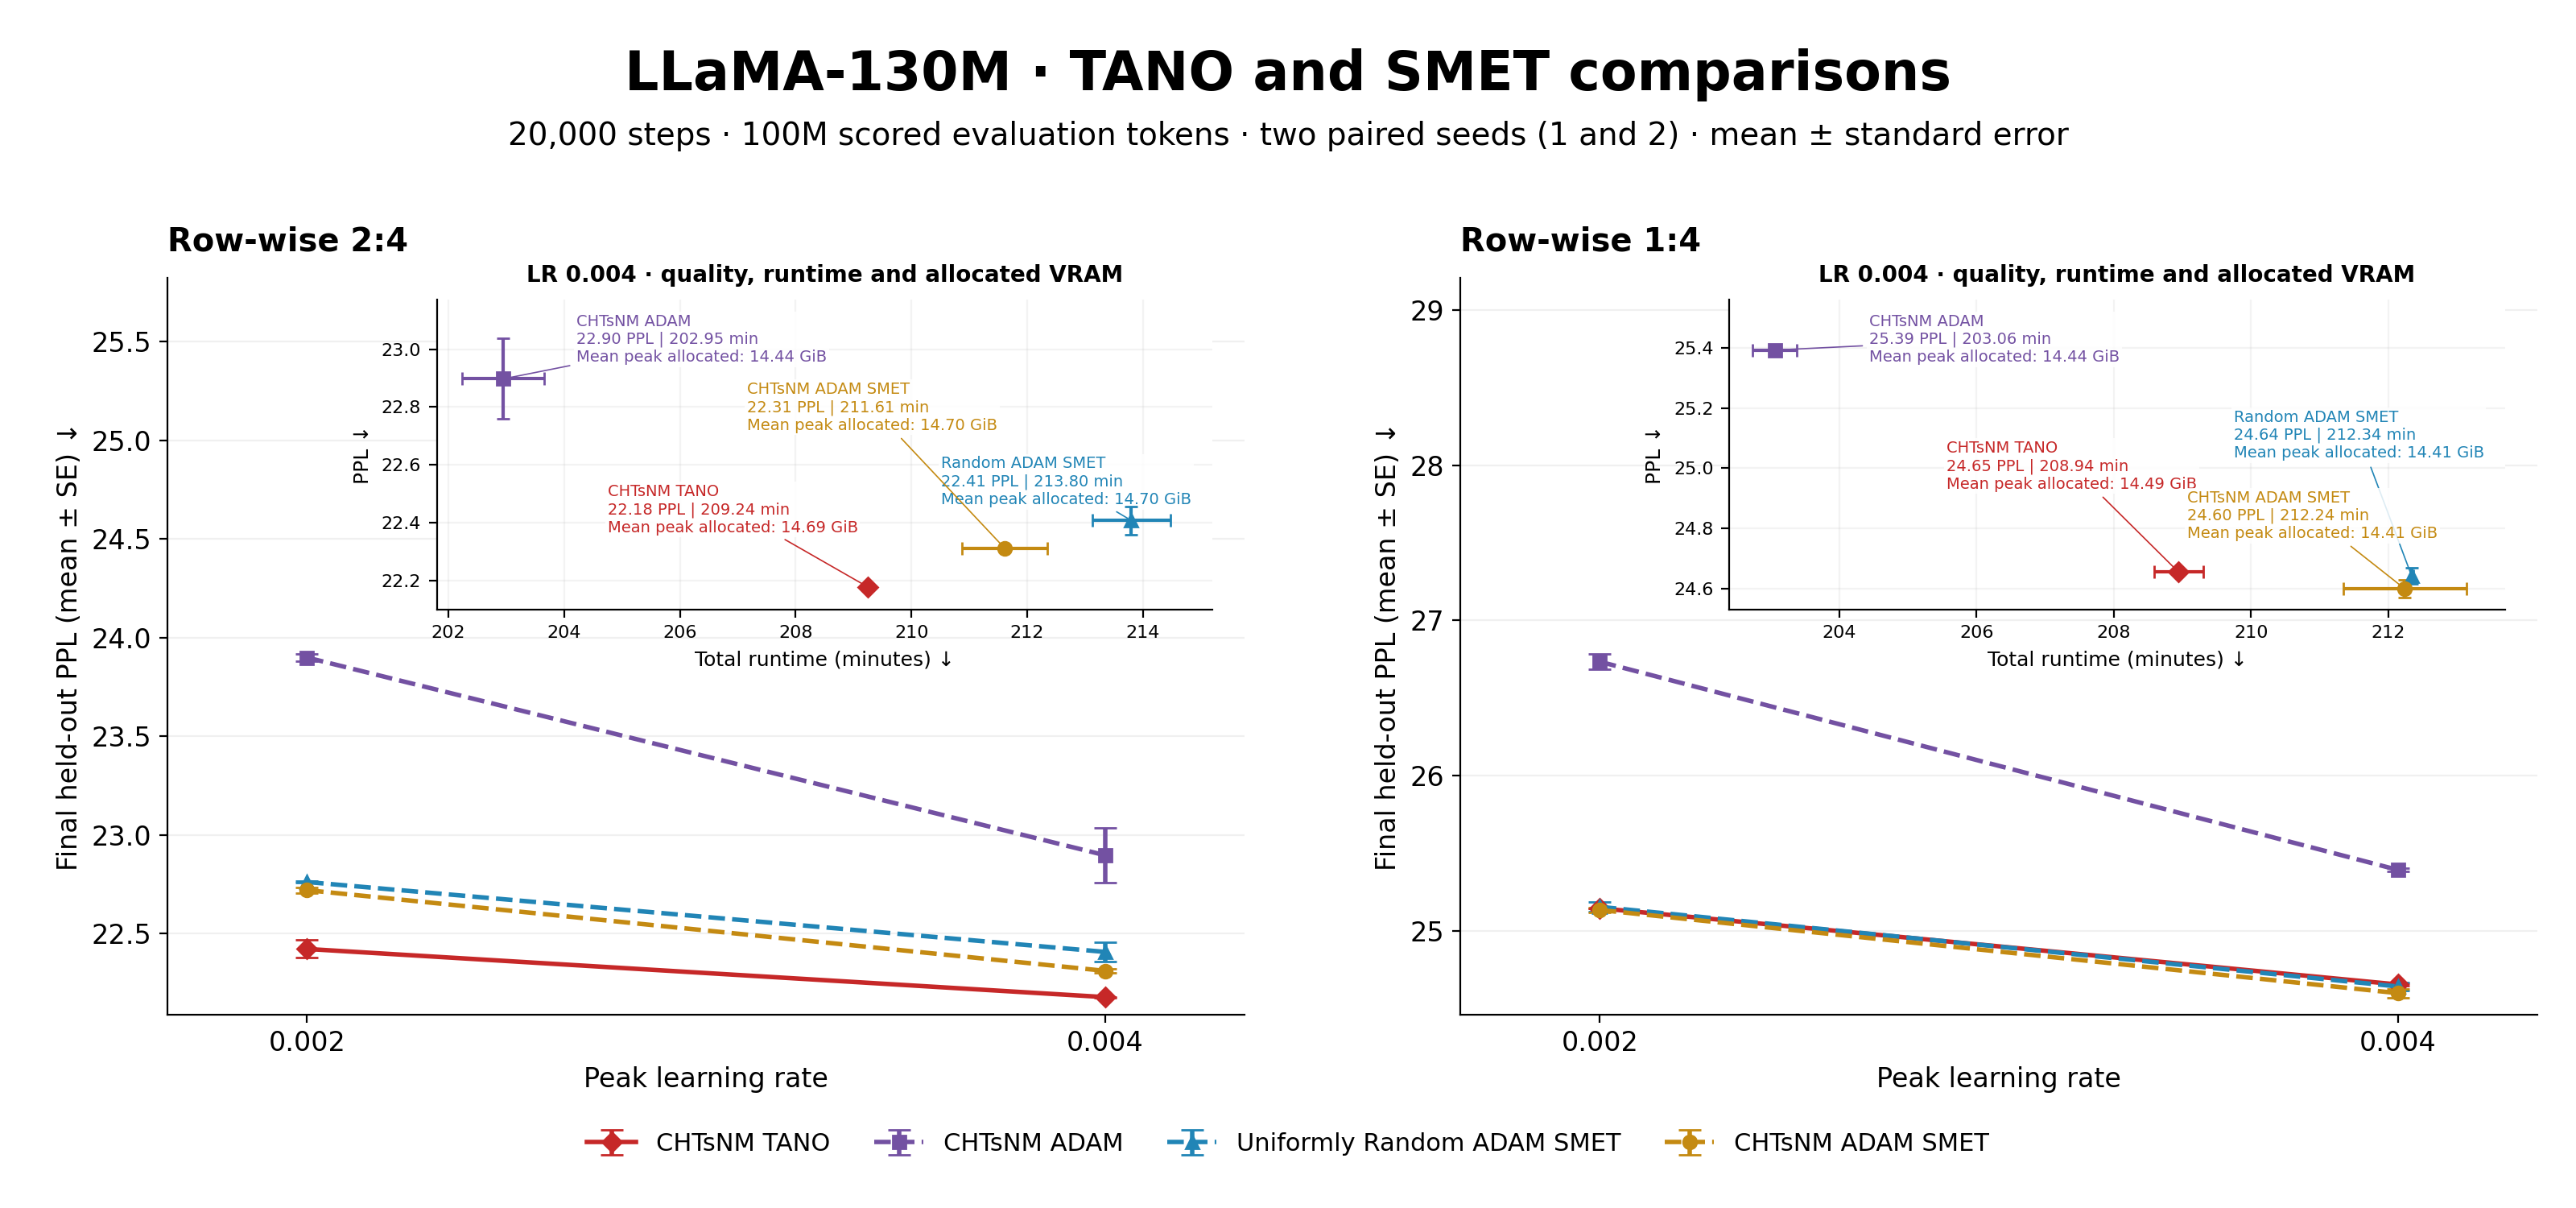 LLaMA-130M · TANO and SMET comparisons
20,000 steps · 100M scored evaluation tokens · two paired seeds (1 and 2) · mean ± standard error
Row-wise 2:4
LR 0.004 · quality, runtime and allocated VRAM
CHTsNM ADAM
22.90 PPL | 202.95 min
Mean peak allocated: 14.44 GiB
CHTsNM ADAM SMET
22.31 PPL | 211.61 min
Mean peak allocated: 14.70 GiB
Random ADAM SMET
22.41 PPL | 213.80 min
Mean peak allocated: 14.70 GiB
CHTsNM TANO
22.18 PPL | 209.24 min
Mean peak allocated: 14.69 GiB
PPL ↓
23.0
22.8
22.6
22.4
22.2
202 204 206 208 210 212 214
Total runtime (minutes) ↓
Final held-out PPL (mean ± SE) ↓
25.5
25.0
24.5
24.0
23.5
23.0
22.5
0.002 0.004
Peak learning rate
Row-wise 1:4
LR 0.004 · quality, runtime and allocated VRAM
CHTsNM ADAM
25.39 PPL | 203.06 min
Mean peak allocated: 14.44 GiB
Random ADAM SMET
24.64 PPL | 212.34 min
Mean peak allocated: 14.41 GiB
CHTsNM TANO
24.65 PPL | 208.94 min
Mean peak allocated: 14.49 GiB
CHTsNM ADAM SMET
24.60 PPL | 212.24 min
Mean peak allocated: 14.41 GiB
PPL ↓
25.4
25.2
25.0
24.8
24.6
204 206 208 210 212
Total runtime (minutes) ↓
Final held-out PPL (mean ± SE) ↓
29
28
27
26
25
0.002 0.004
Peak learning rate
CHTsNM TANO CHTsNM ADAM Uniformly Random ADAM SMET CHTsNM ADAM SMET